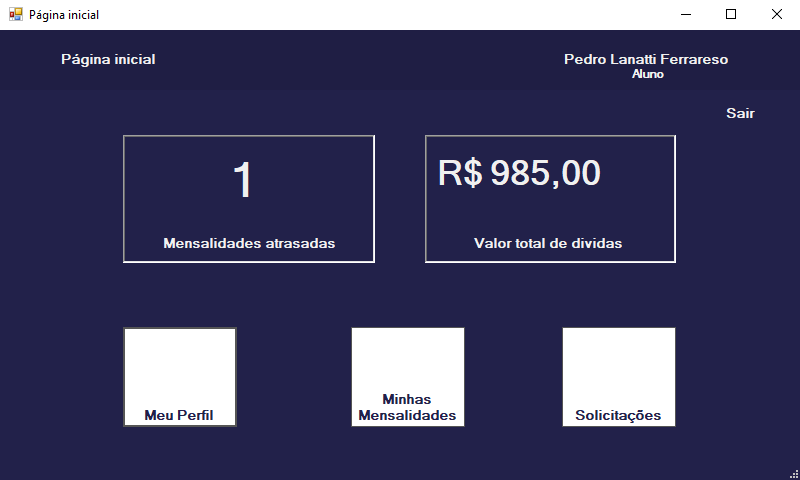 Página inicial
Página inicial
Pedro Lanatti Ferrareso
Aluno
Sair
1
Mensalidades atrasadas
R$ 985,00
Valor total de dividas
Meu Perfil
Minhas
Mensalidades
Solicitações